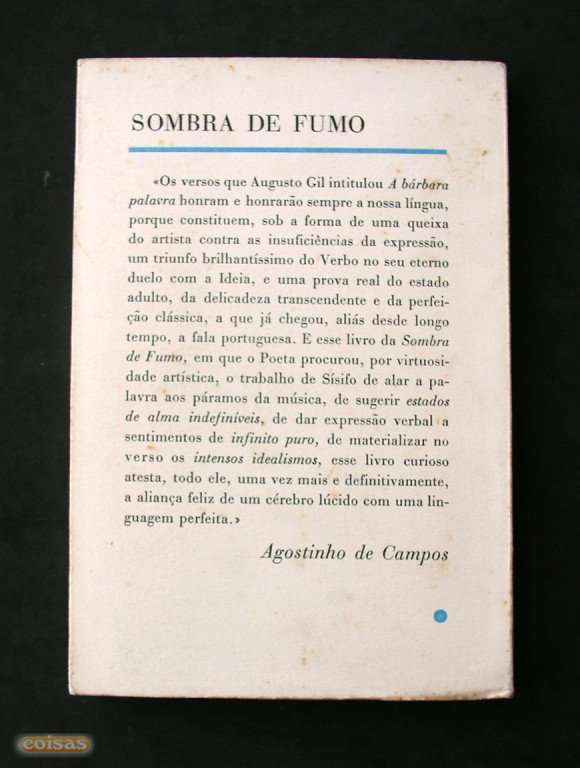 SOMBRA DE FUMO
«Os versos que Augusto Gil intitulou A bárbara
palavra honram e honrarão sempre a nossa língua,
porque constituem, sob a forma de uma queixa
do artista contra as insuficiências da expressão,
um triunfo brilhantíssimo do Verbo no seu eterno
duelo com a Ideia, e uma prova real do estado
adulto, da delicadeza transcendente e da perfei-
ção clássica, a que já chegou, aliás desde longo
tempo, a fala portuguesa. E esse livro da Sombra
de Fumo, em que o Poeta procurou, por virtuosi-
dade artística, o trabalho de Sísifo de alar a pa-
lavra aos páramos da música, de sugerir estados
de alma indefiníveis, de dar expressão verbal a
sentimentos de infinito puro, de materializar no
verso os intensos idealismos, esse livro curioso
atesta, todo ele, uma vez mais e definitivamente,
a aliança feliz de um cérebro lúcido com uma lin-
guagem perfeita.»
Agostinho de Campos
coisas